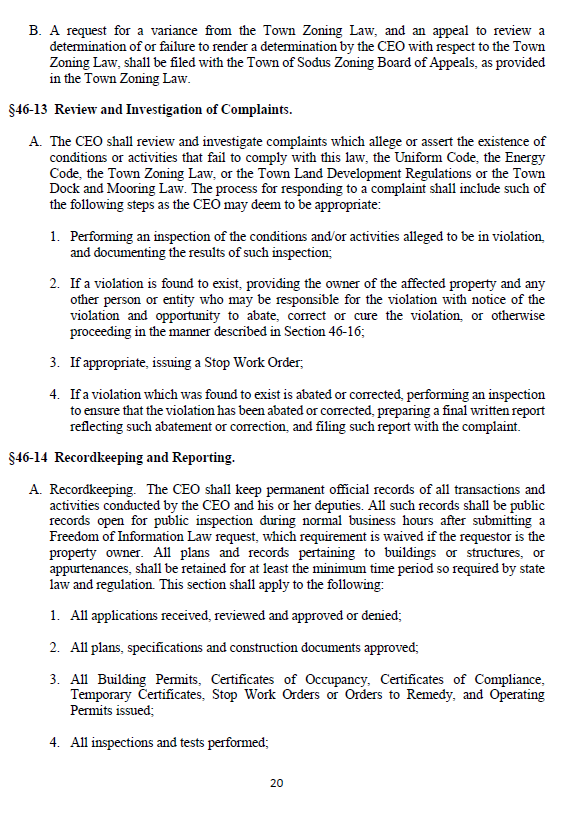 B. A request for a variance from the Town Zoning Law, and an appeal to review a
determination of or failure to render a determination by the CEO with respect to the Town
Zoning Law, shall be filed with the Town of Sodus Zoning Board of Appeals, as provided
in the Town Zoning Law.
§46-13 Review and Investigation of Complaints.
A. The CEO shall review and investigate complaints which allege or assert the existence of
conditions or activities that fail to comply with this law, the Uniform Code, the Energy
Code, the Town Zoning Law, or the Town Land Development Regulations or the Town
Dock and Mooring Law. The process for responding to a complaint shall include such of
the following steps as the CEO may deem to be appropriate:
1. Performing an inspection of the conditions and/or activities alleged to be in violation,
and documenting the results of such inspection;
2. If a violation is found to exist, providing the owner of the affected property and any
other person or entity who may be responsible for the violation with notice of the
violation and opportunity to abate, correct or cure the violation, or otherwise
proceeding in the manner described in Section 46-16;
3. If appropriate, issuing a Stop Work Order;
4. If a violation which was found to exist is abated or corrected, performing an inspection
to ensure that the violation has been abated or corrected, preparing a final written report
reflecting such abatement or correction, and filing such report with the complaint.
§46-14 Recordkeeping and Reporting.
A. Recordkeeping. The CEO shall keep permanent official records of all transactions and
activities conducted by the CEO and his or her deputies. All such records shall be public
records open for public inspection during normal business hours after submitting a
Freedom of Information Law request, which requirement is waived if the requestor is the
property owner. All plans and records pertaining to buildings or structures, or
appurtenances, shall be retained for at least the minimum time period so required by state
law and regulation. This section shall apply to the following:
1. All applications received, reviewed and approved or denied;
2. All plans, specifications and construction documents approved;
3. All Building Permits, Certificates of Occupancy, Certificates of Compliance,
Temporary Certificates, Stop Work Orders or Orders to Remedy, and Operating
Permits issued;
4. All inspections and tests performed;
20